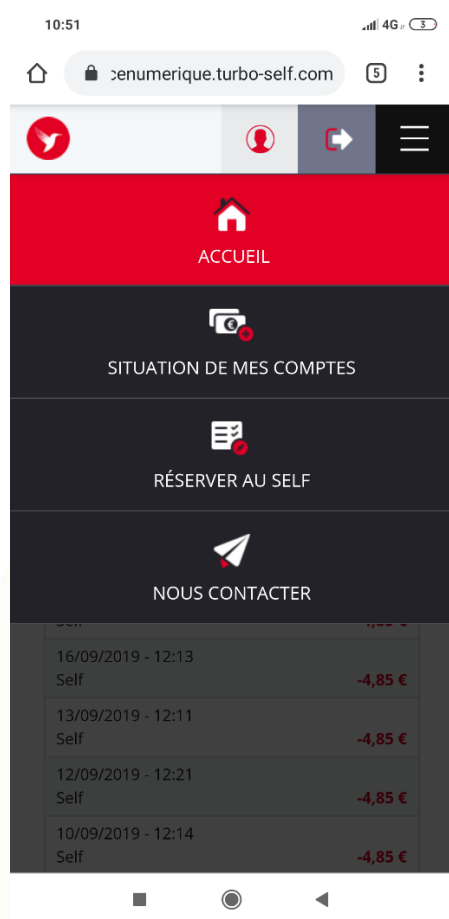 10:51
4G
3
cenumerique.turbo-self.com
5
ACCUEIL
SITUATION DE MES COMPTES
RÉSERVER AU SELF
NOUS CONTACTER
16/09/2019 - 12:13
Self -4,85 €
13/09/2019 - 12:11
Self -4,85 €
12/09/2019 - 12:21
Self -4,85 €
10/09/2019 - 12:14
Self -4,85 €